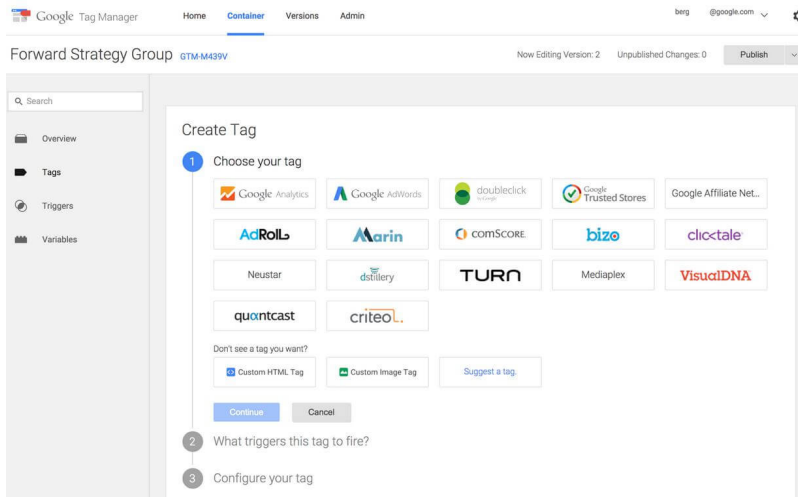 Google Tag Manager Home Container Versions Admin berg @google.com
Forward Strategy Group GTM-M439V Now Editing Version: 2 Unpublished Changes: 0 Publish
Search
Overview
Tags
Triggers
Variables
Create Tag
1 Choose your tag
Google Analytics Google AdWords doubleclick by Google Google Trusted Stores Google Affiliate Net...
AdRoll Marin comSCORE. bizo clicktale
Neustar dstillery TURN Mediaplex VisualDNA
quantcast criteol.
Don't see a tag you want?
Custom HTML Tag Custom Image Tag Suggest a tag.
Continue Cancel
2 What triggers this tag to fire?
3 Configure your tag